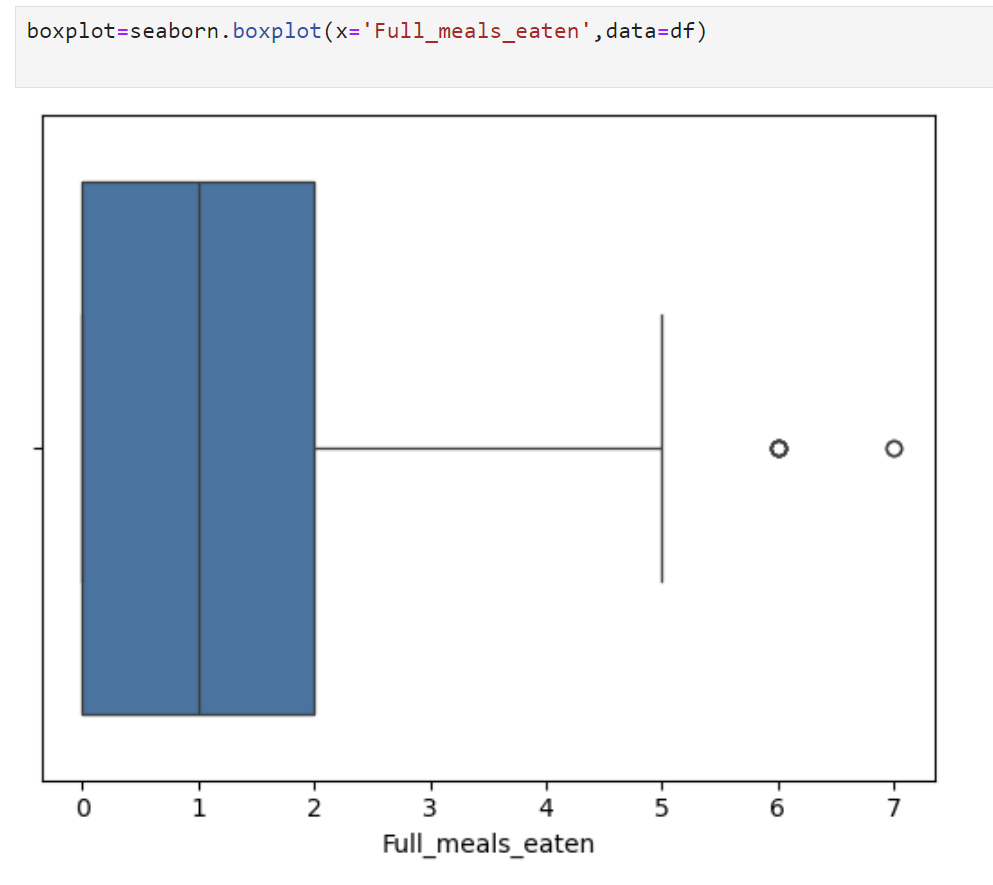 boxplot=seaborn.boxplot(x='Full_meals_eaten',data=df)
0 1 2 3 4 5 6 7
Full_meals_eaten